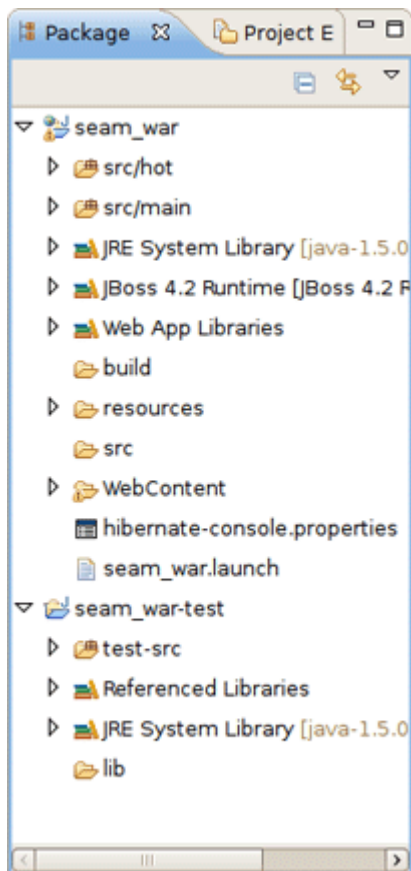 Package Project E
seam_war
src/hot
src/main
JRE System Library [java-1.5.0
JBoss 4.2 Runtime [JBoss 4.2 R
Web App Libraries
build
resources
src
WebContent
hibernate-console.properties
seam_war.launch
seam_war-test
test-src
Referenced Libraries
JRE System Library [java-1.5.0
lib